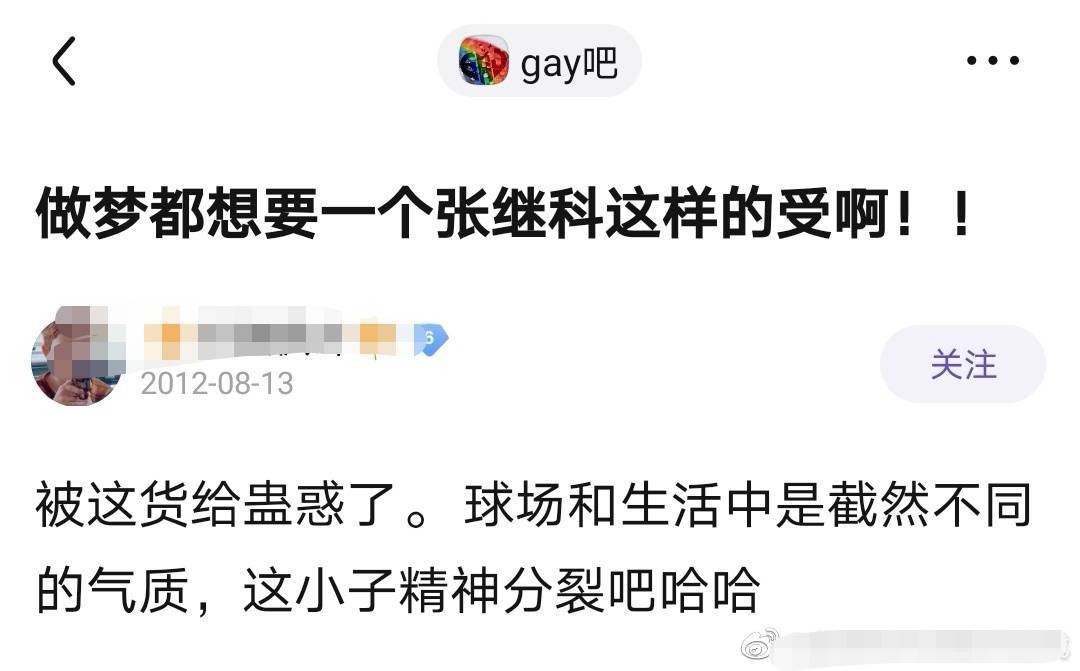 gay吧
做梦都想要一个张继科这样的受啊！！
6
2012-08-13
关注
被这货给蛊惑了。球场和生活中是截然不同
的气质，这小子精神分裂吧哈哈